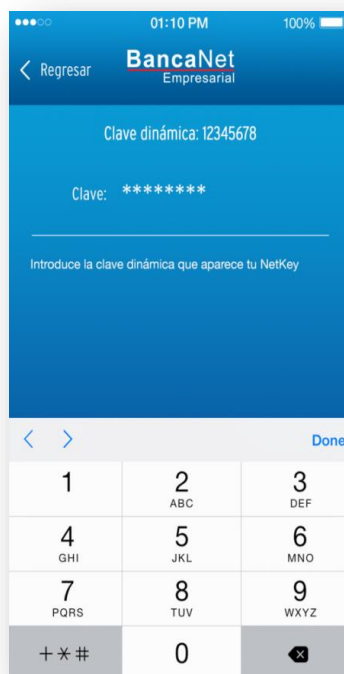 01:10 PM 100%
Regresar BancaNet
Empresarial
Clave dinámica: 12345678
Clave: ********
Introduce la clave dinámica que aparece tu NetKey
Done
1 2 3
ABC DEF
4 5 6
GHI JKL MNO
7 8 9
PQRS TUV WXYZ
+*# 0